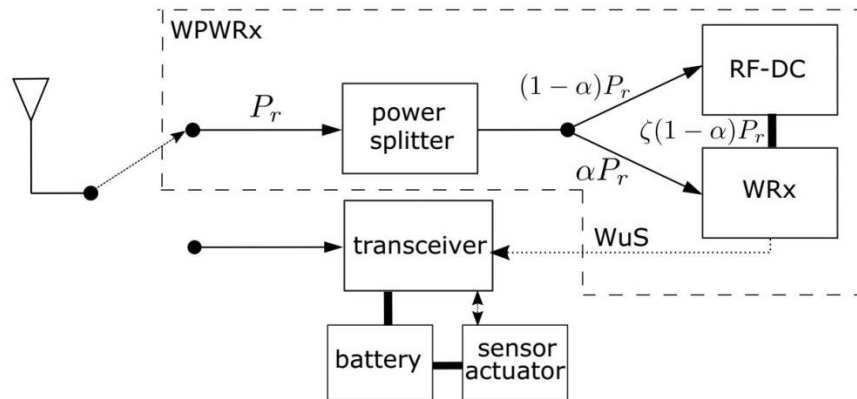 WPWRx
RF-DC
(1 − α)P_r
P_r
power
splitter
ζ(1 − α)P_r
αP_r
WRx
transceiver
WuS
battery
sensor
actuator